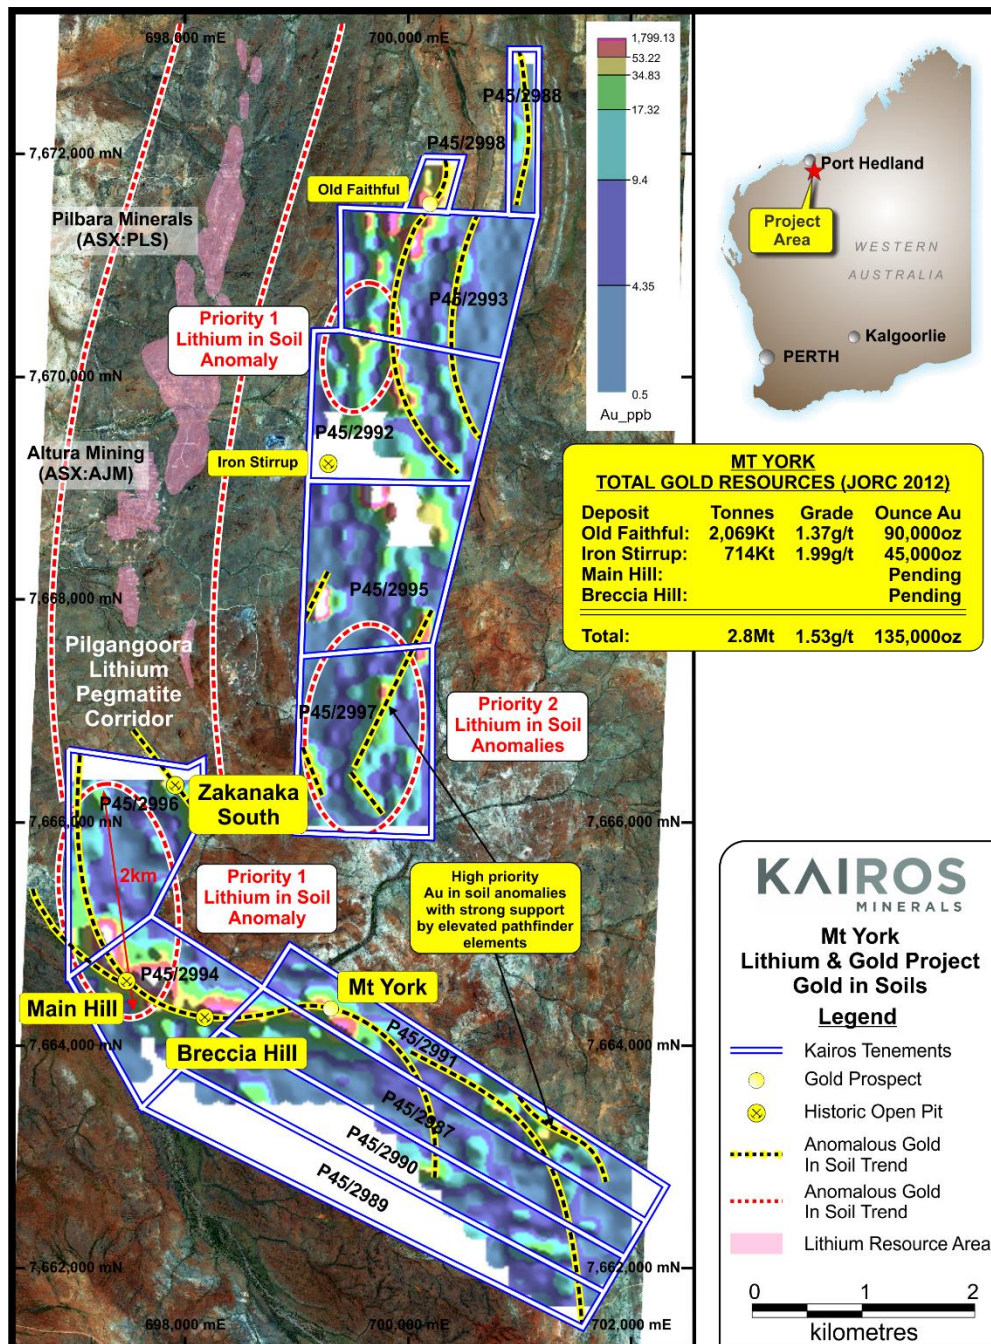 698,000 mE
700,000 mE
1,799.13
53.22
34.83
17.32
9.4
4.35
0.5
Au_ppb
P45/2988
7,672,000 mN
P45/2998
Old Faithful
Pilbara Minerals
(ASX:PLS)
P45/2993
Priority 1
Lithium in Soil
Anomaly
7,670,000 mN
P45/2992
Altura Mining
(ASX:AJM)
Iron Stirrup
7,668,000 mN
P45/2995
Pilgangoora
Lithium
Pegmatite
Corridor
P45/2997
Priority 2
Lithium in Soil
Anomalies
Zakanaka
South
P45/2996
7,666,000 mN
2km
Priority 1
Lithium in Soil
Anomaly
High priority
Au in soil anomalies
with strong support
by elevated pathfinder
elements
P45/2994
Main Hill
Mt York
Breccia Hill
7,664,000 mN
7,664,000 mN
P45/2991
P45/2987
P45/2990
P45/2989
7,662,000 mN
7,662,000 mN
698,000 mE
700,000 mE
702,000 mE
7,672,000 mN
7,670,000 mN
7,668,000 mN
7,666,000 mN
Port Hedland
Project
Area
WESTERN
AUSTRALIA
Kalgoorlie
PERTH
MT YORK
TOTAL GOLD RESOURCES (JORC 2012)
Deposit Tonnes Grade Ounce Au
Old Faithful: 2,069Kt 1.37g/t 90,000oz
Iron Stirrup: 714Kt 1.99g/t 45,000oz
Main Hill: Pending
Breccia Hill: Pending
Total: 2.8Mt 1.53g/t 135,000oz
KAIROS
MINERALS
Mt York
Lithium & Gold Project
Gold in Soils
Legend
Kairos Tenements
Gold Prospect
Historic Open Pit
Anomalous Gold
In Soil Trend
Anomalous Gold
In Soil Trend
Lithium Resource Area
0 1 2
kilometres